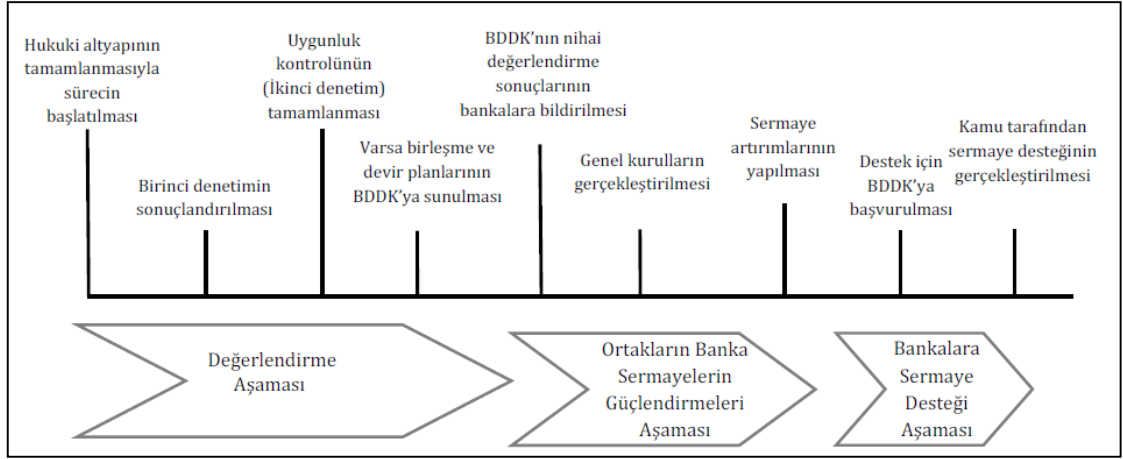 Hukuki altyapının
tamamlanmasıyla
sürecin
başlatılması
Birinci denetimin
sonuçlandırılması
Uygunluk
kontrolünün
(İkinci denetim)
tamamlanması
Varsa birleşme ve
devir planlarının
BDDK'ya sunulması
BDDK'nın nihai
değerlendirme
sonuçlarının
bankalara bildirilmesi
Genel kurulların
gerçekleştirilmesi
Sermaye
artırımlarının
yapılması
Destek için
BDDK'ya
başvurulması
Kamu tarafından
sermaye desteğinin
gerçekleştirilmesi
Değerlendirme
Aşaması
Ortakların Banka
Sermayelerin
Güçlendirmeleri
Aşaması
Bankalara
Sermaye
Desteği
Aşaması